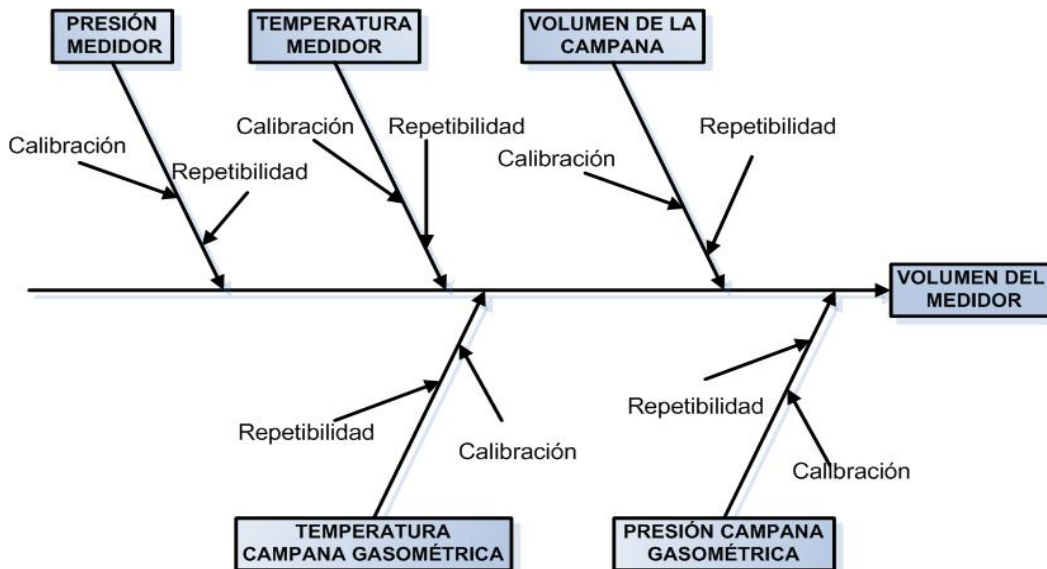 PRESIÓN
MEDIDOR
TEMPERATURA
MEDIDOR
VOLUMEN DE LA
CAMPANA
Calibración
Repetibilidad
Calibración
Repetibilidad
Calibración
Repetibilidad
VOLUMEN DEL
MEDIDOR
Repetibilidad
Calibración
Repetibilidad
Calibración
TEMPERATURA
CAMPANA GASOMÉTRICA
PRESIÓN CAMPANA
GASOMÉTRICA